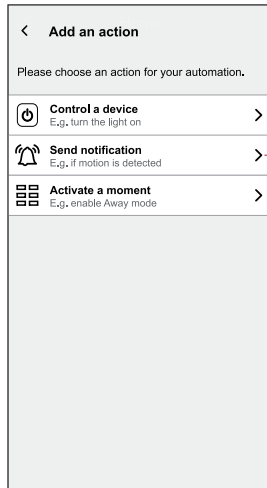 Add an action
Please choose an action for your automation.
Control a device
E.g. turn the light on
Send notification
E.g. if motion is detected
Activate a moment
E.g. enable Away mode